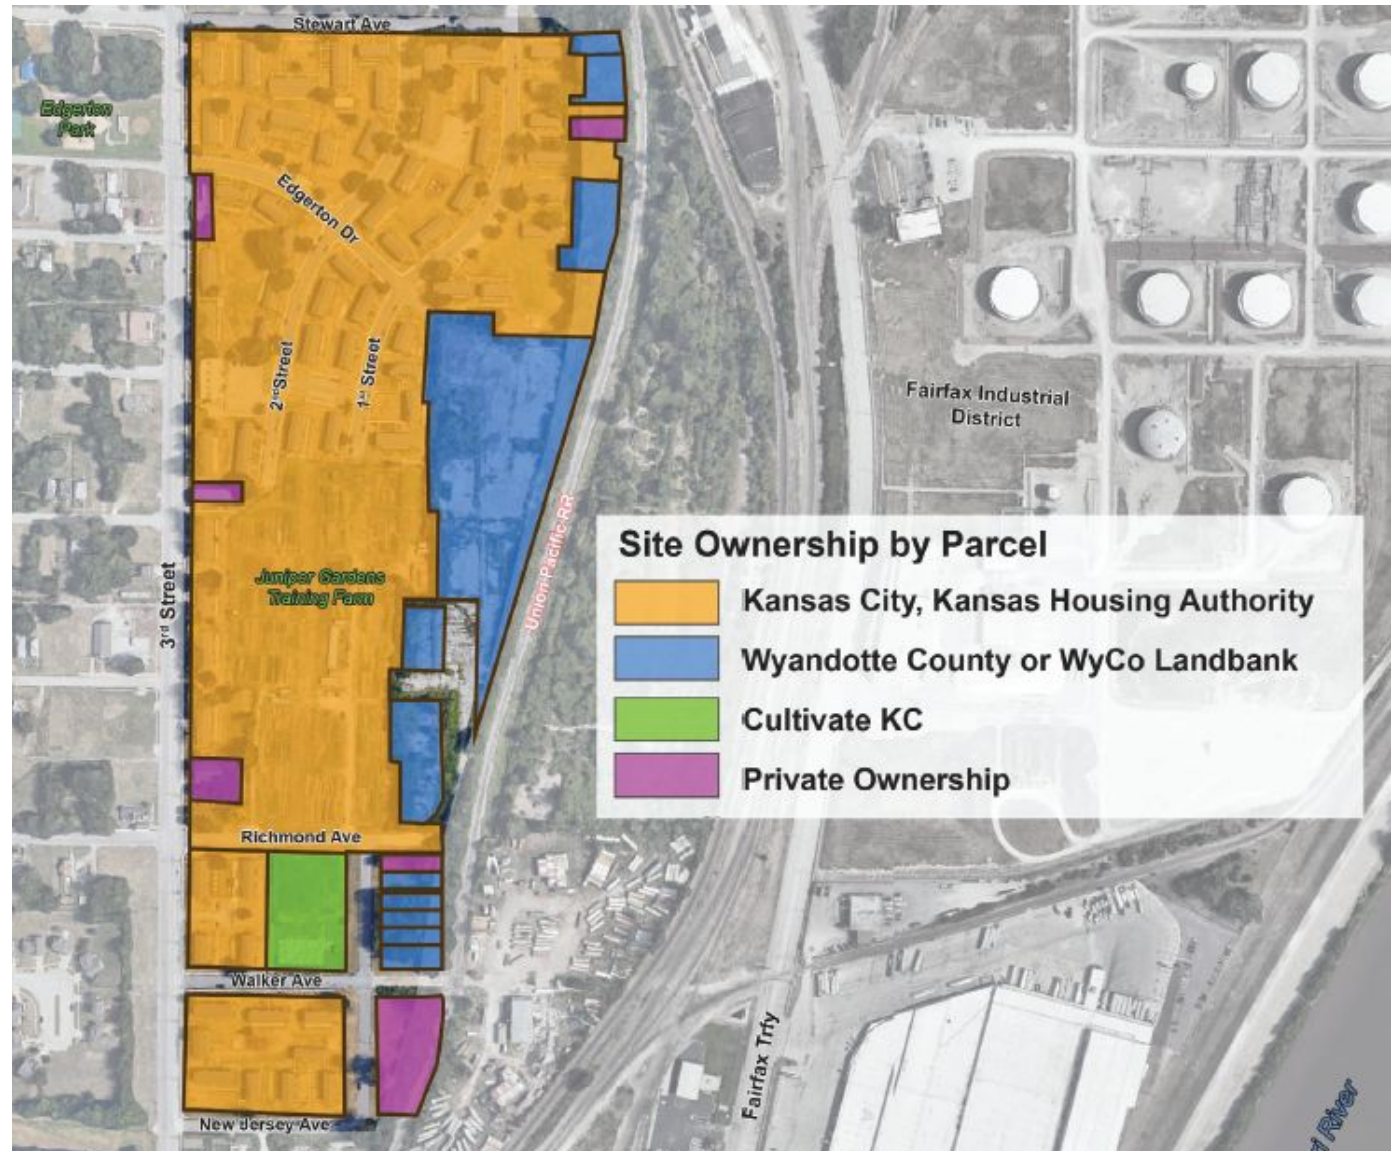 Stewart Ave
Edgerton
Park
Edgerton Dr
2nd Street
1st Street
Fairfax Industrial
District
Union Pacific RR
Site Ownership by Parcel
Kansas City, Kansas Housing Authority
Wyandotte County or WyCo Landbank
Cultivate KC
Private Ownership
3rd Street
Juniper Gardens
Training Farm
Richmond Ave
Walker Ave
Fairfax Trfy
New Jersey Ave
ri River